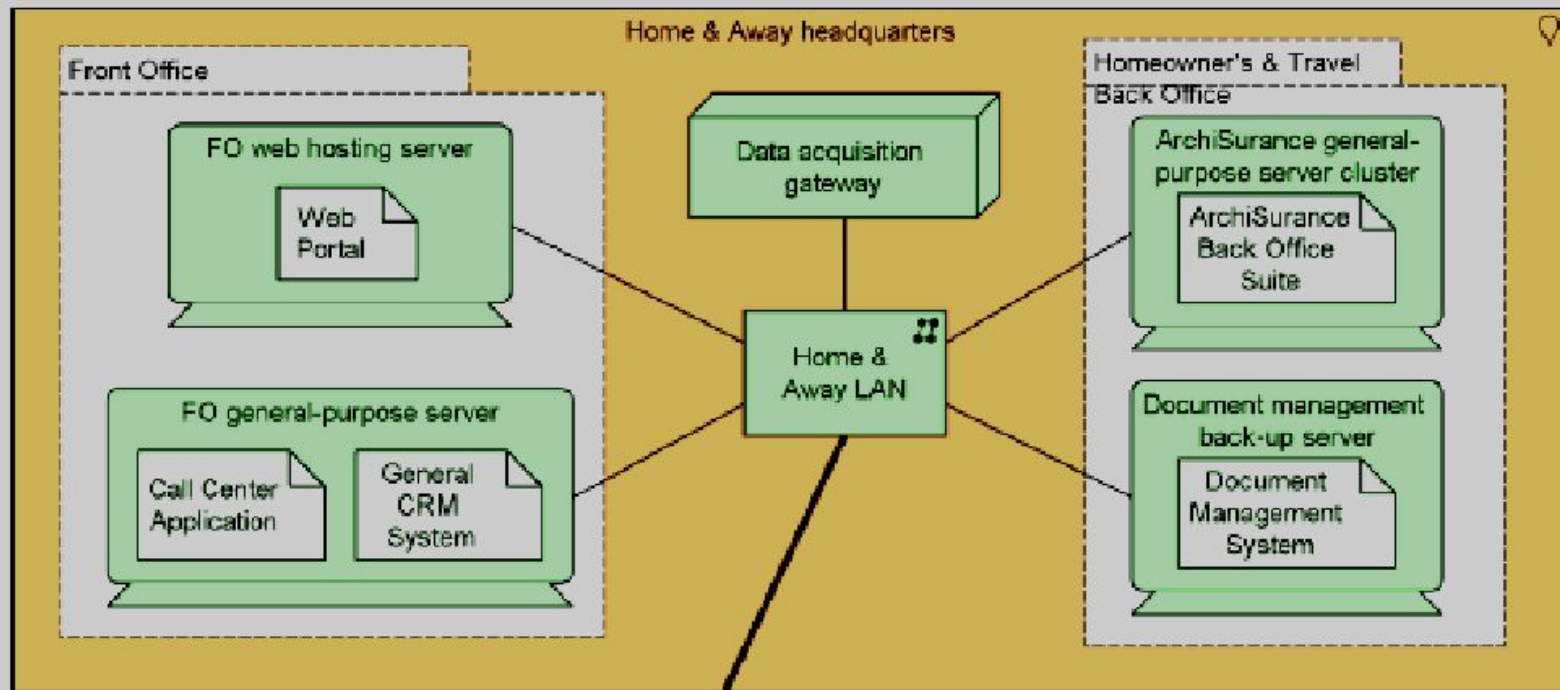 Home & Away headquarters
Front Office
FO web hosting server
Web
Portal
FO general-purpose server
Call Center
Application
General
CRM
System
Data acquisition
gateway
Home &
Away LAN
Homeowner's & Travel
Back Office
ArchiSurance general-
purpose server cluster
ArchiSurance
Back Office
Suite
Document management
back-up server
Document
Management
System